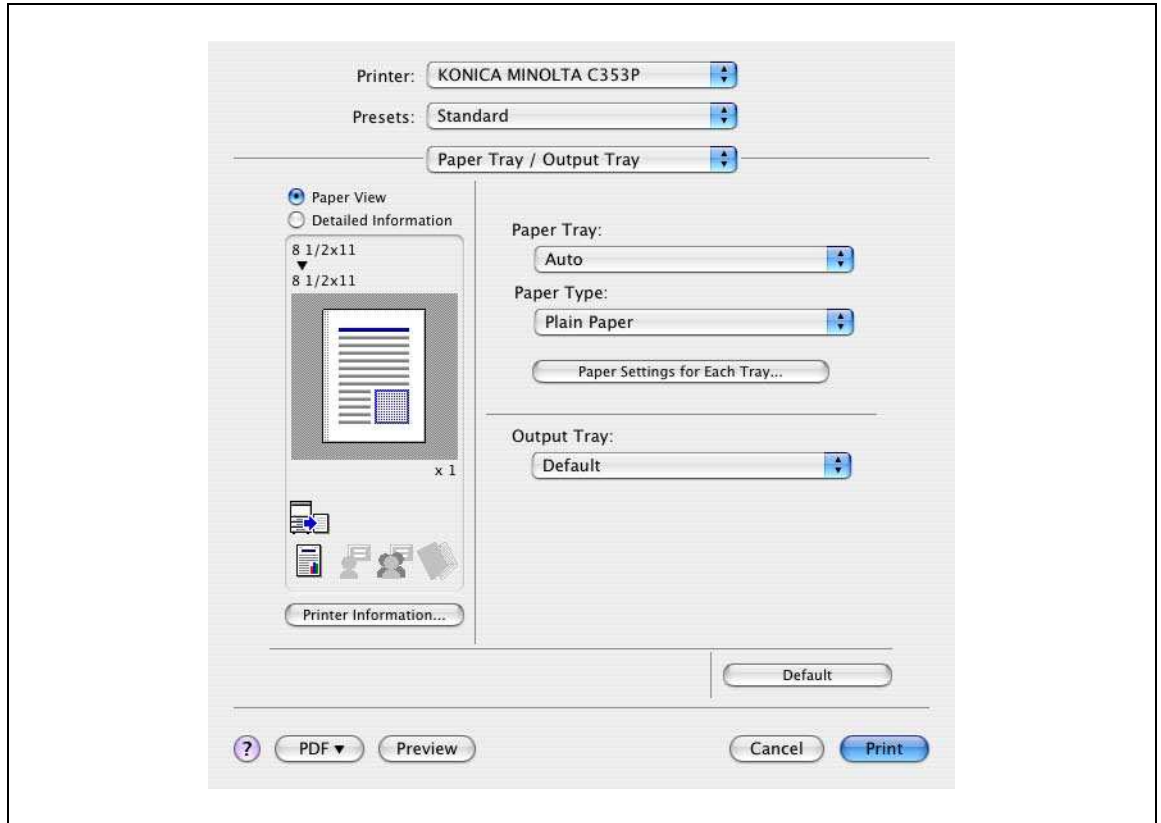 Printer: KONICA MINOLTA C353P
Presets: Standard
Paper Tray / Output Tray
Paper View
Detailed Information
8 1/2x11
8 1/2x11
x 1
Printer Information...
Paper Tray:
Auto
Paper Type:
Plain Paper
Paper Settings for Each Tray...
Output Tray:
Default
Default
? PDF▼ Preview Cancel Print